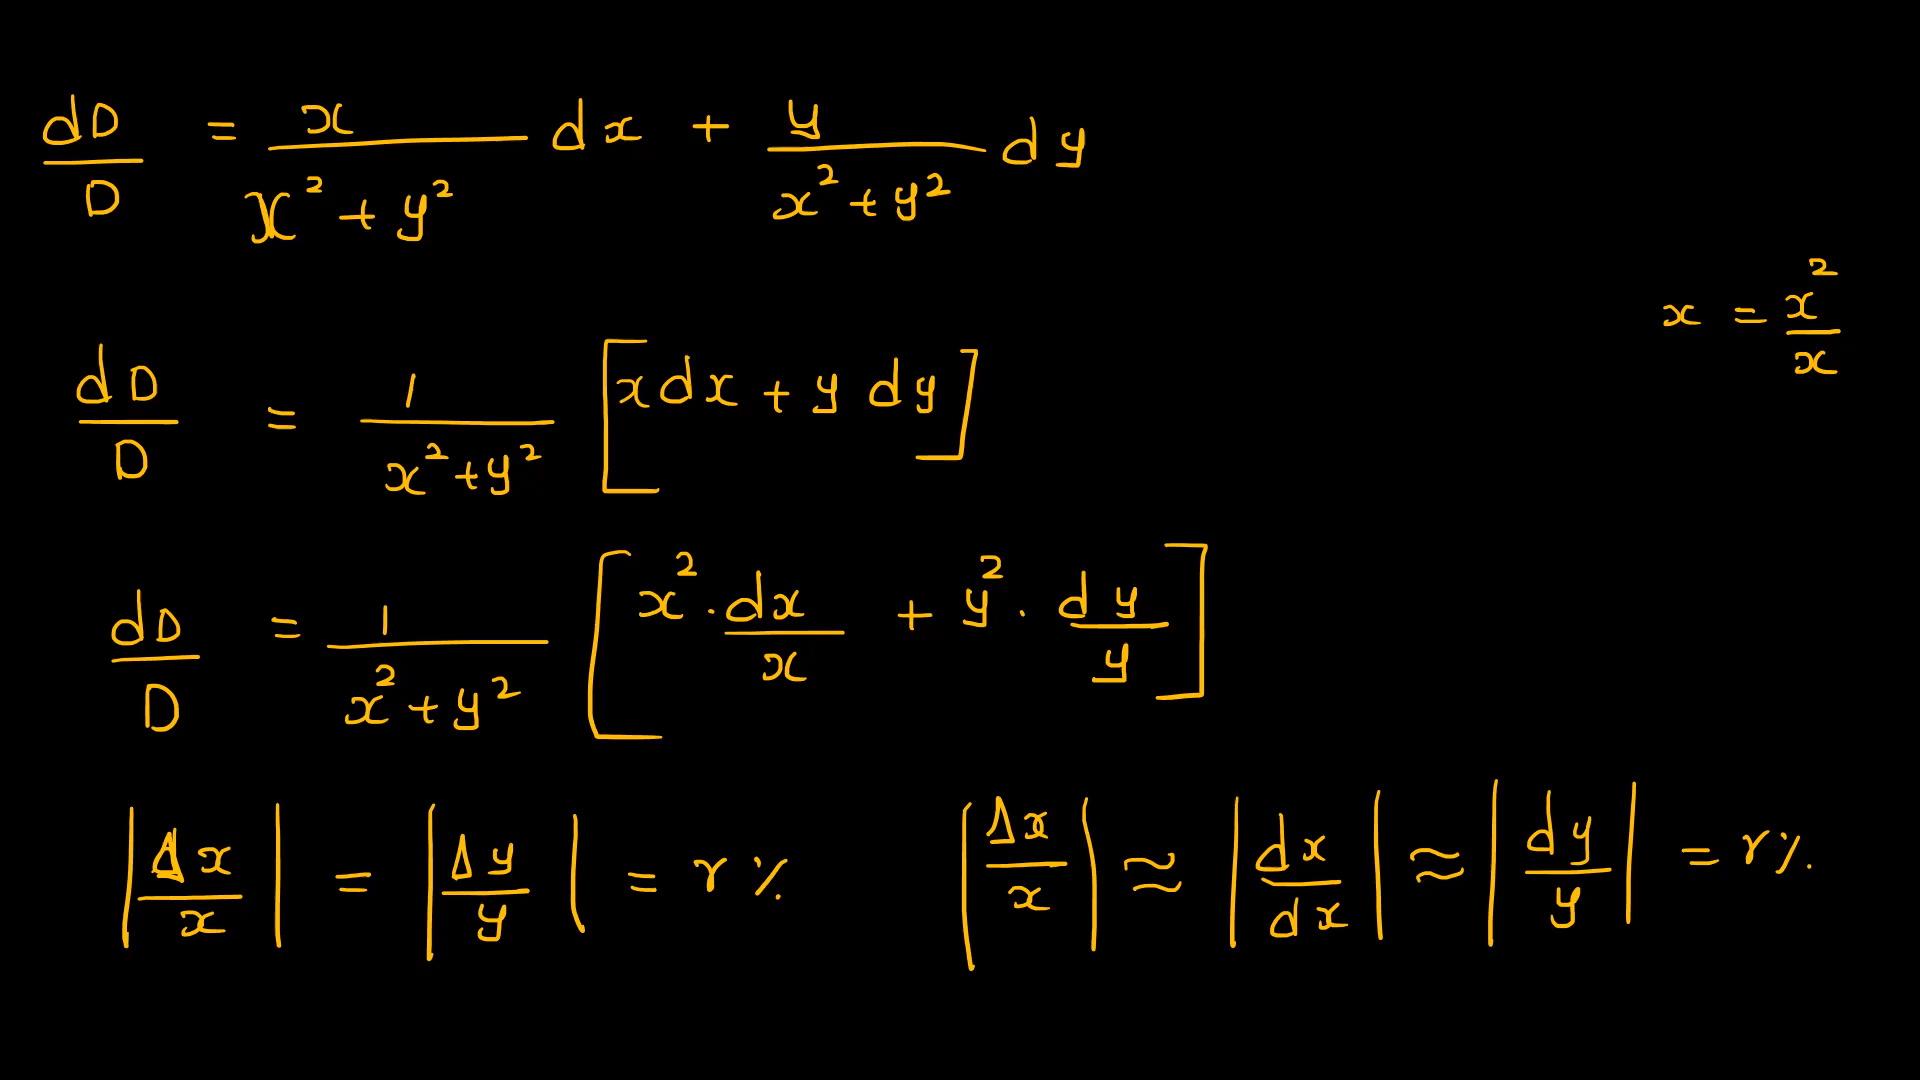 dD/D = x/(x²+y²) dx + y/(x²+y²) dy
x = x²/x
dD/D = 1/(x²+y²) [x dx + y dy]
dD/D = 1/(x²+y²) [x² · dx/x + y² · dy/y]
|Δx/x| = |Δy/y| = r % |Δx/x| ≈ |dx/dx| ≈ |dy/y| = r %